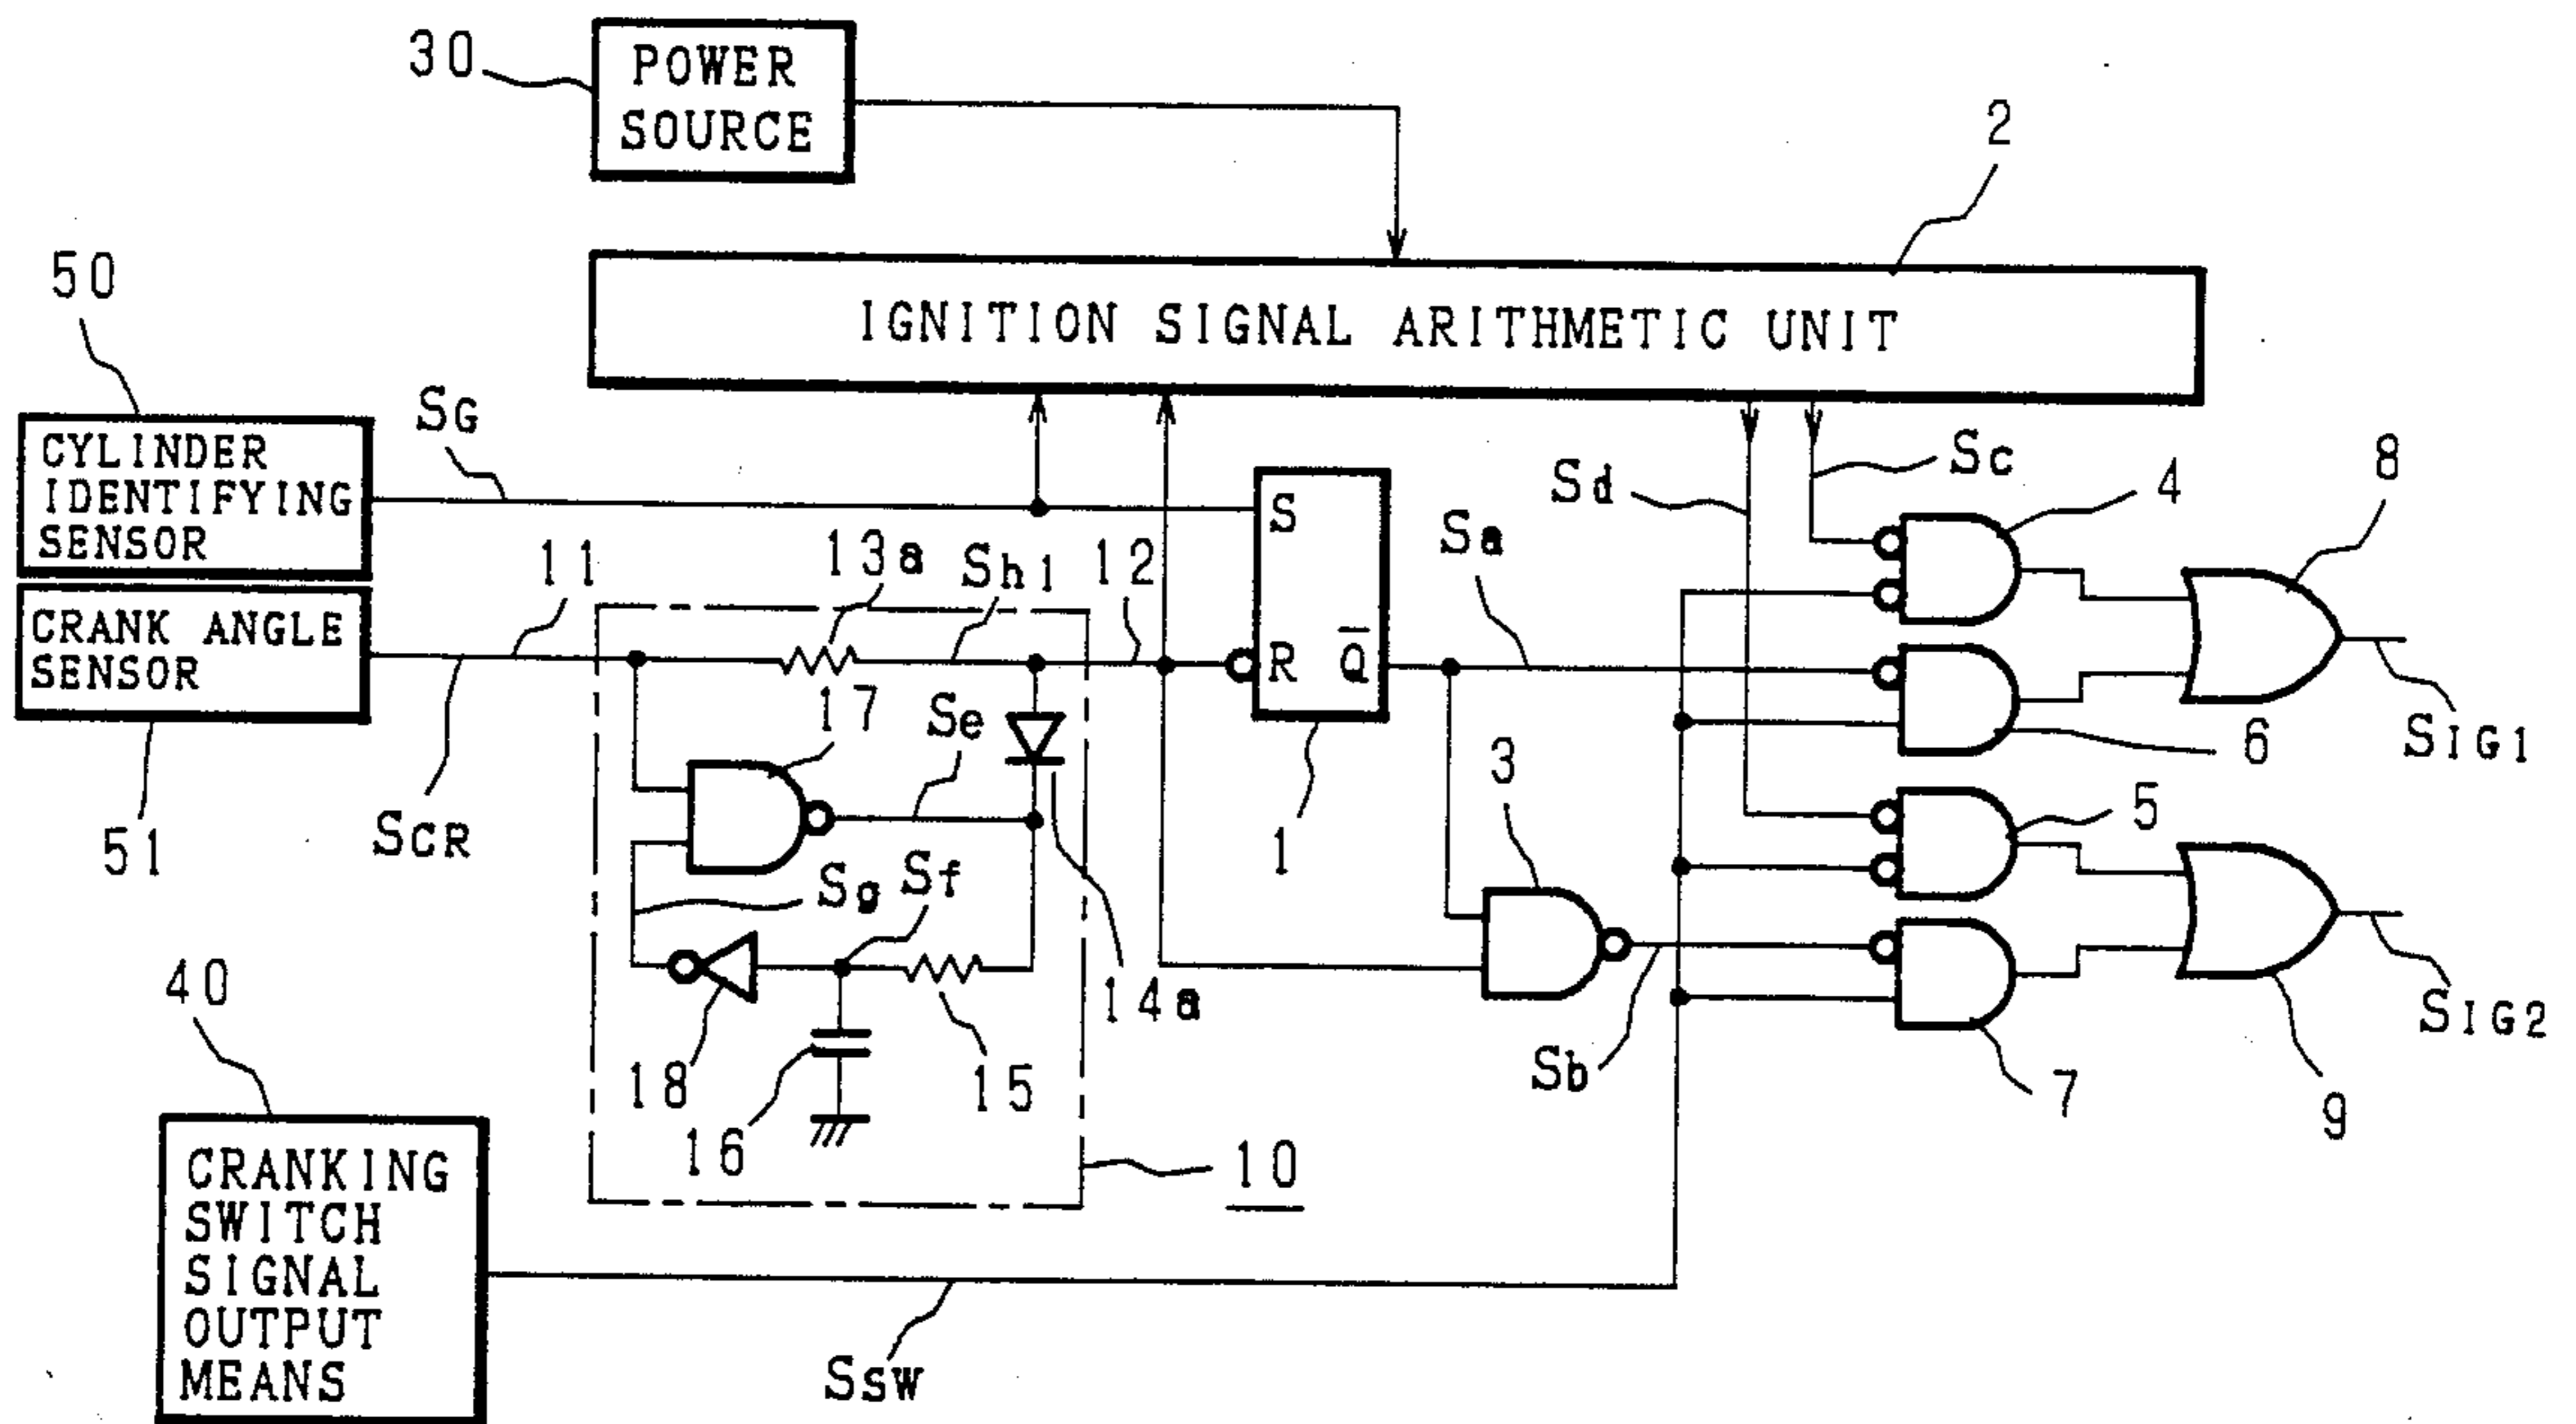 30
POWER
SOURCE
2
IGNITION SIGNAL ARITHMETIC UNIT
50
SG
CYLINDER
IDENTIFYING
SENSOR
11
13a
Sh1
12
S
R
Q̅
1
Sa
Sd
Sc
4
8
CRANK ANGLE
SENSOR
51
SCR
17
Se
6
SIG1
3
5
Sg
Sf
14a
18
16
15
10
Sb
7
9
SIG2
40
CRANKING
SWITCH
SIGNAL
OUTPUT
MEANS
SSW